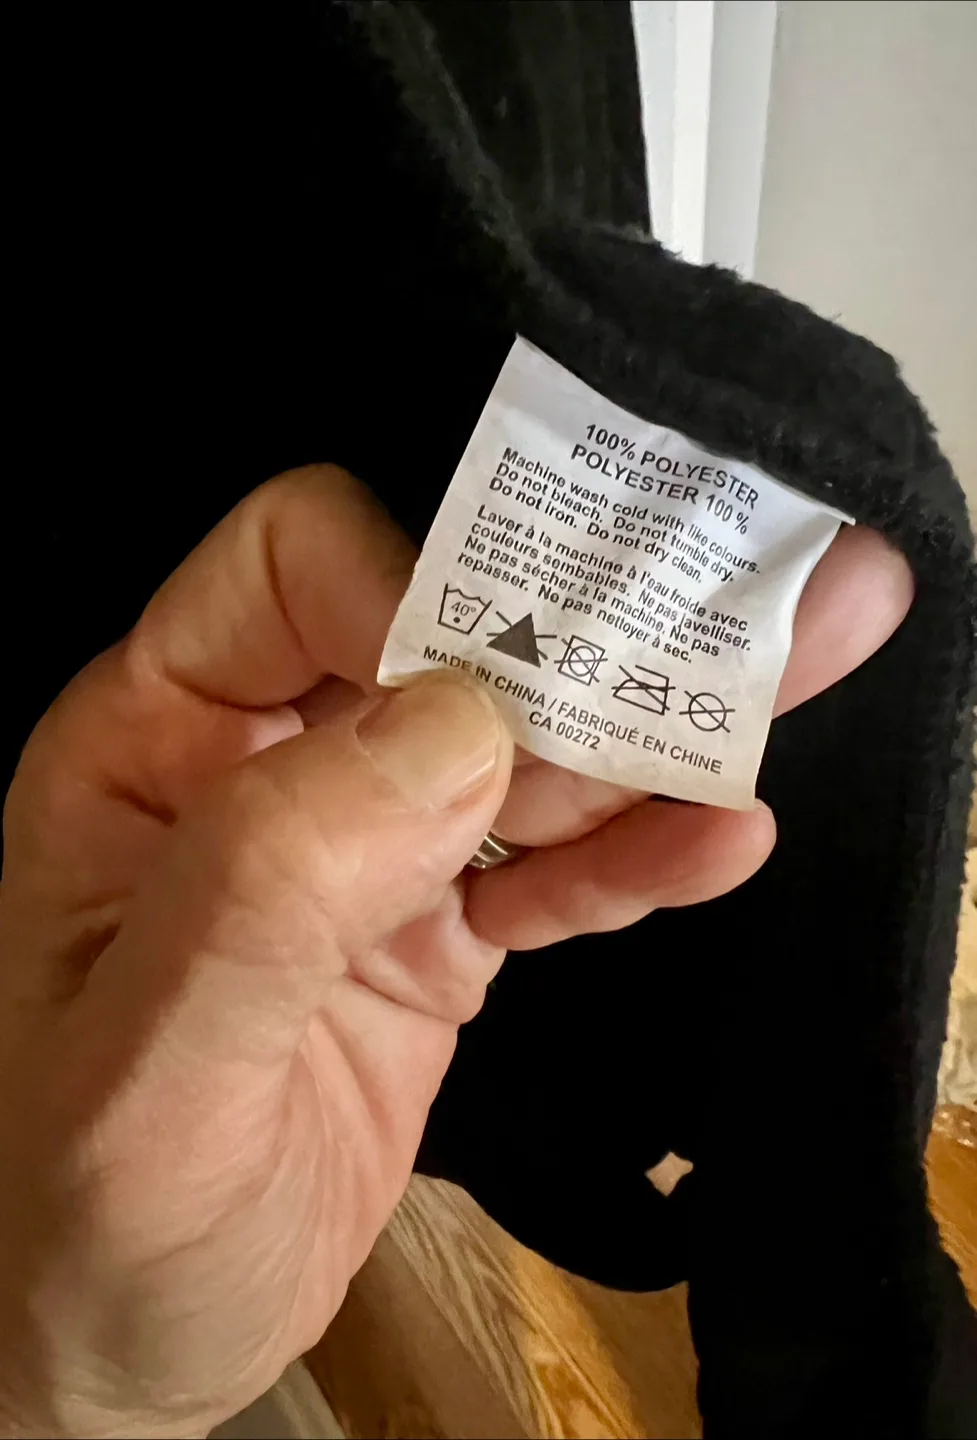 100% POLYESTER
POLYESTER 100 %
Machine wash cold with like colours.
Do not bleach. Do not tumble dry.
Do not iron. Do not dry clean.
Laver à la machine à l'eau froide avec
couleurs sembables. Ne pas javelliser.
Ne pas sécher à la machine. Ne pas
repasser. Ne pas nettoyer à sec.
40°
MADE IN CHINA / FABRIQUÉ EN CHINE
CA 00272